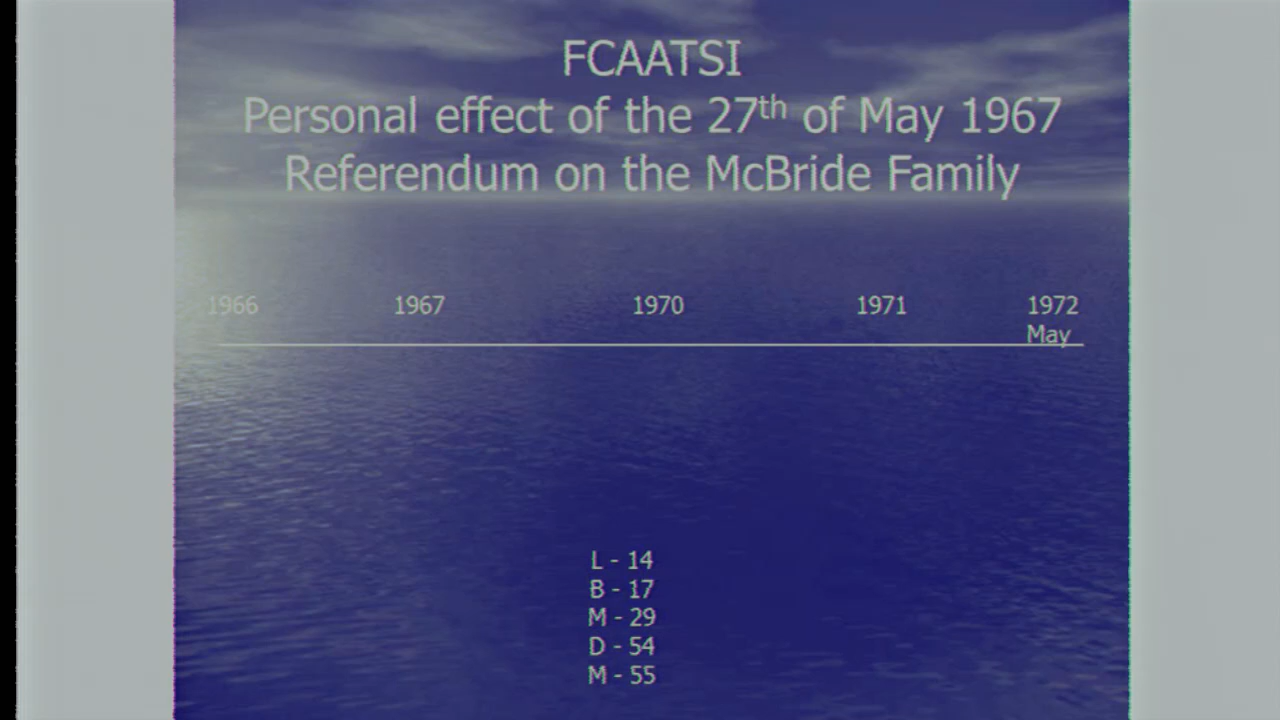 FCAATSI
Personal effect of the 27th of May 1967
Referendum on the McBride Family
1966 1967 1970 1971 1972
May
L - 14
B - 17
M - 29
D - 54
M - 55